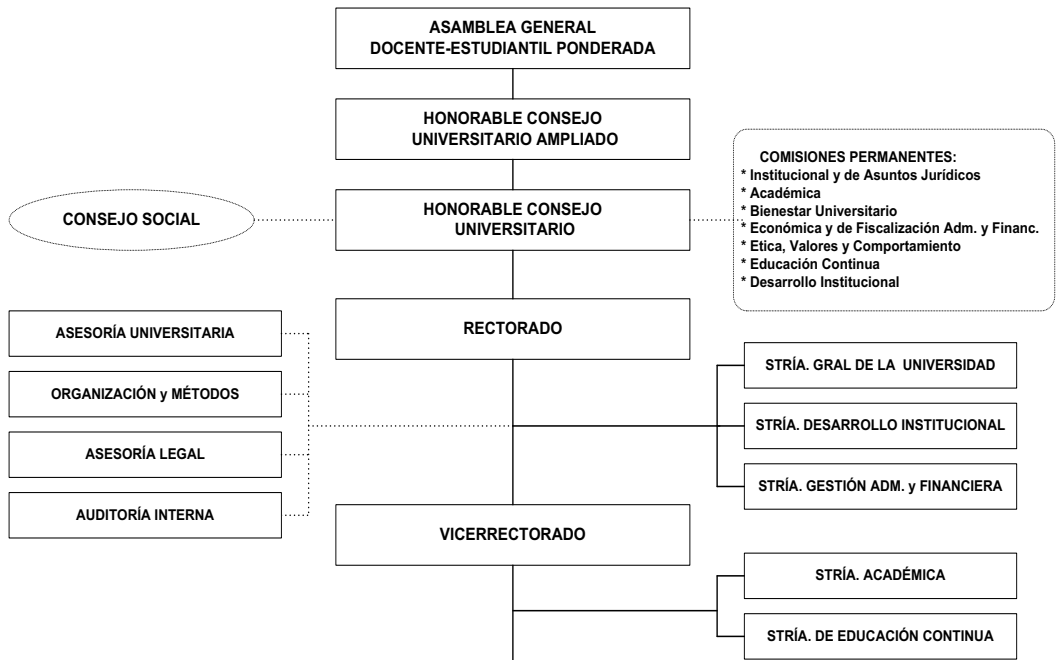 ASAMBLEA GENERAL
DOCENTE-ESTUDIANTIL PONDERADA
HONORABLE CONSEJO
UNIVERSITARIO AMPLIADO
COMISIONES PERMANENTES:
* Institucional y de Asuntos Jurídicos
* Académica
* Bienestar Universitario
* Económica y de Fiscalización Adm. y Financ.
* Etica, Valores y Comportamiento
* Educación Continua
* Desarrollo Institucional
CONSEJO SOCIAL
HONORABLE CONSEJO
UNIVERSITARIO
RECTORADO
ASESORÍA UNIVERSITARIA
ORGANIZACIÓN y MÉTODOS
ASESORÍA LEGAL
AUDITORÍA INTERNA
STRÍA. GRAL DE LA UNIVERSIDAD
STRÍA. DESARROLLO INSTITUCIONAL
STRÍA. GESTIÓN ADM. y FINANCIERA
VICERRECTORADO
STRÍA. ACADÉMICA
STRÍA. DE EDUCACIÓN CONTINUA